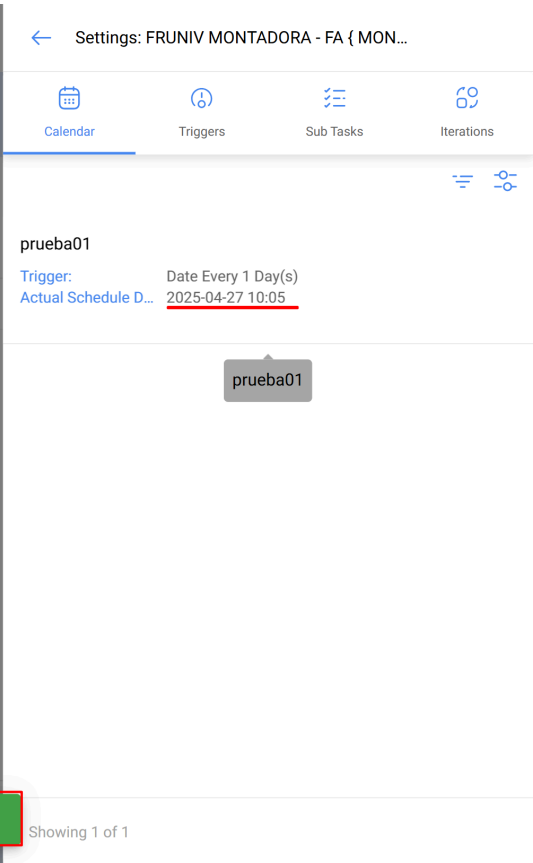 Settings: FRUNIV MONTADORA - FA { MON...
Calendar
Triggers
Sub Tasks
Iterations
prueba01
Trigger: Date Every 1 Day(s)
Actual Schedule D... 2025-04-27 10:05
prueba01
Showing 1 of 1